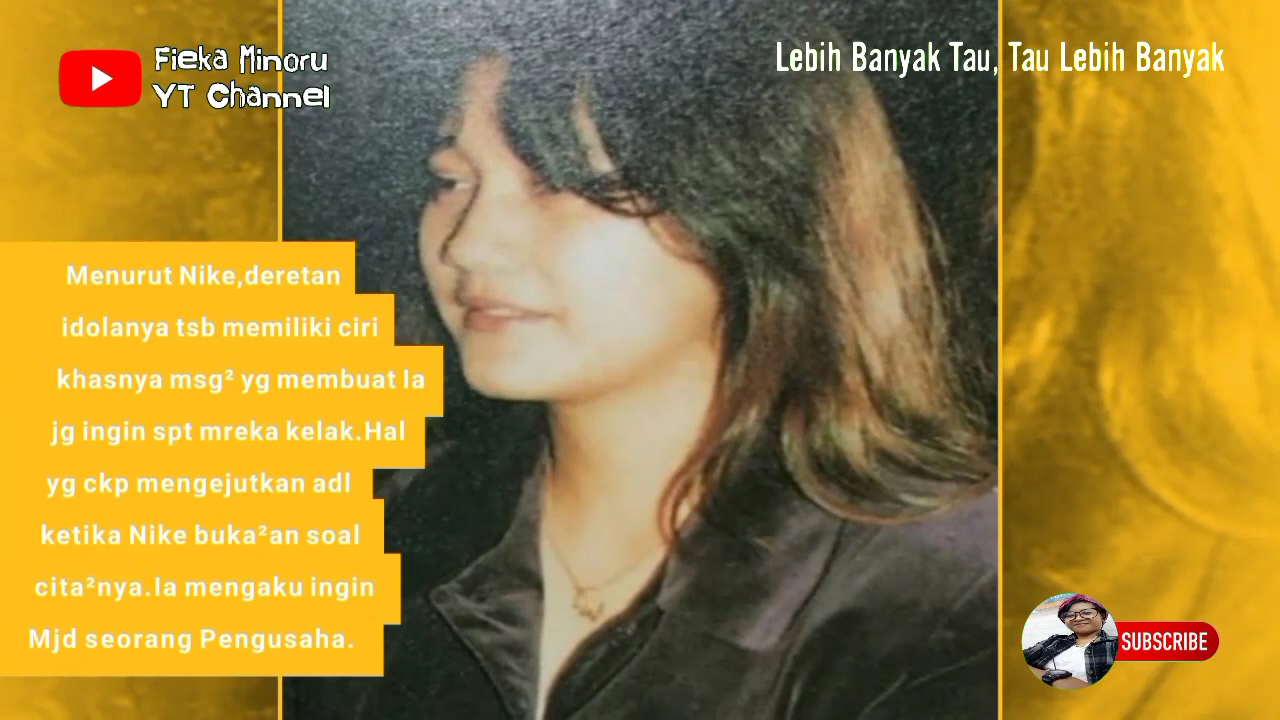 Fieka Minoru
YT Channel
Lebih Banyak Tau, Tau Lebih Banyak
Menurut Nike,deretan
idolanya tsb memiliki ciri
khasnya msg² yg membuat Ia
jg ingin spt mreka kelak.Hal
yg ckp mengejutkan adl
ketika Nike buka²an soal
cita²nya.Ia mengaku ingin
Mjd seorang Pengusaha.
SUBSCRIBE